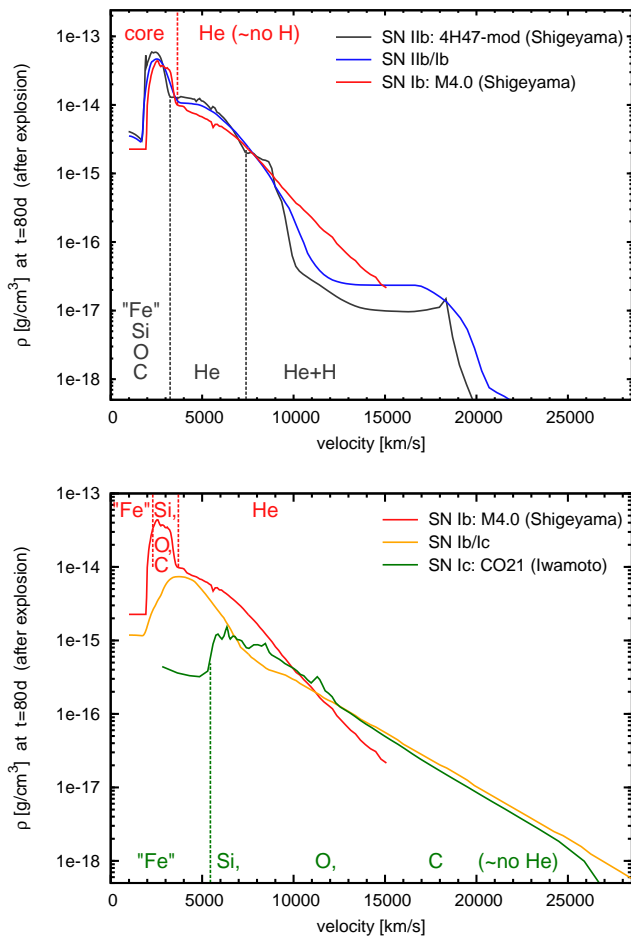 core He (~no H)
SN IIb: 4H47-mod (Shigeyama)
SN IIb/Ib
SN Ib: M4.0 (Shigeyama)
ρ [g/cm³] at t=80d (after explosion)
1e-13
1e-14
1e-15
1e-16
1e-17
1e-18
"Fe"
Si
O
C He He+H
0 5000 10000 15000 20000 25000
velocity [km/s]
"Fe" Si, He
O,
C
SN Ib: M4.0 (Shigeyama)
SN Ib/Ic
SN Ic: CO21 (Iwamoto)
ρ [g/cm³] at t=80d (after explosion)
1e-13
1e-14
1e-15
1e-16
1e-17
1e-18
"Fe" Si, O, C (~no He)
0 5000 10000 15000 20000 25000
velocity [km/s]